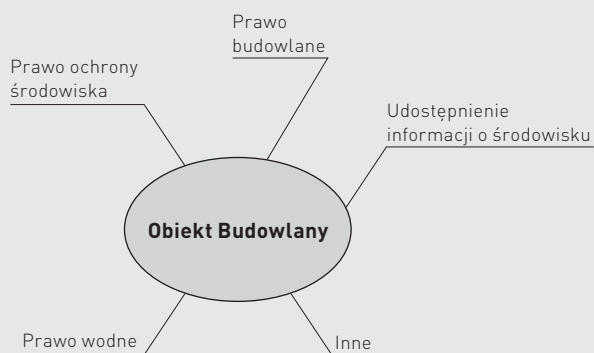 Prawo
budowlane
Prawo ochrony
środowiska
Udostępnienie
informacji o środowisku
Obiekt Budowlany
Prawo wodne
Inne